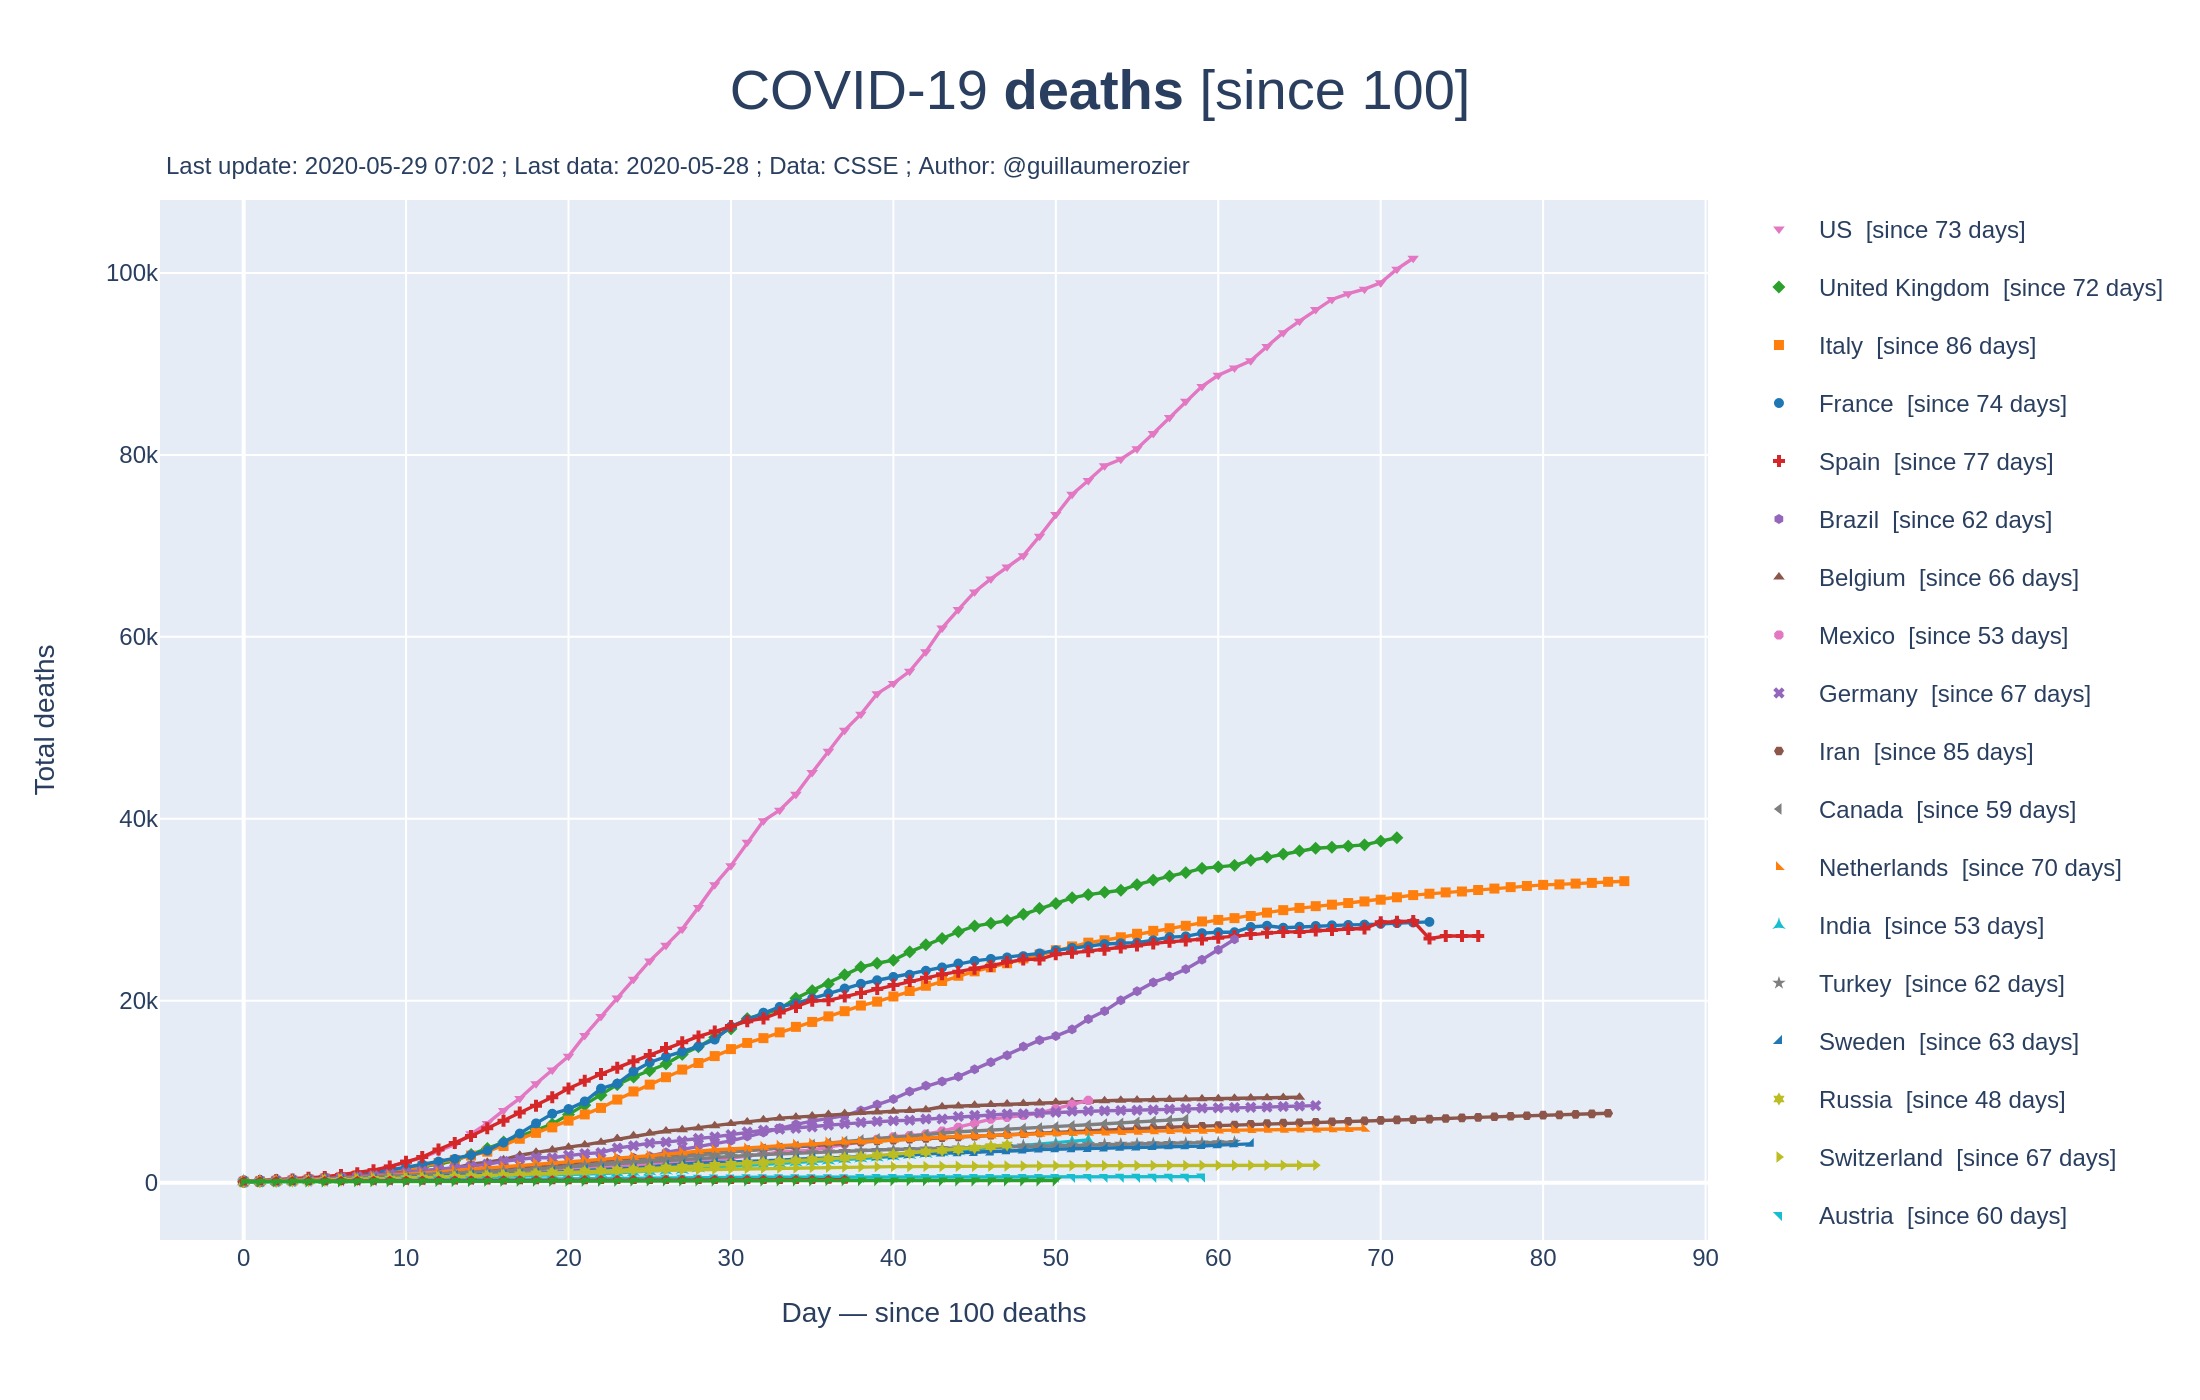 COVID-19 deaths [since 100]
Last update: 2020-05-29 07:02 ; Last data: 2020-05-28 ; Data: CSSE ; Author: @guillaumerozier
100k
80k
60k
40k
20k
0
Total deaths
0 10 20 30 40 50 60 70 80 90
Day — since 100 deaths
US [since 73 days]
United Kingdom [since 72 days]
Italy [since 86 days]
France [since 74 days]
Spain [since 77 days]
Brazil [since 62 days]
Belgium [since 66 days]
Mexico [since 53 days]
Germany [since 67 days]
Iran [since 85 days]
Canada [since 59 days]
Netherlands [since 70 days]
India [since 53 days]
Turkey [since 62 days]
Sweden [since 63 days]
Russia [since 48 days]
Switzerland [since 67 days]
Austria [since 60 days]